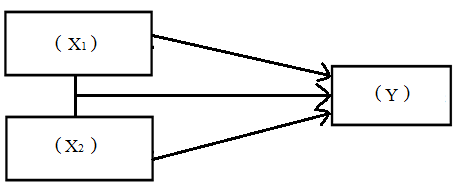 ( X₁ )
( Y )
( X₂ )